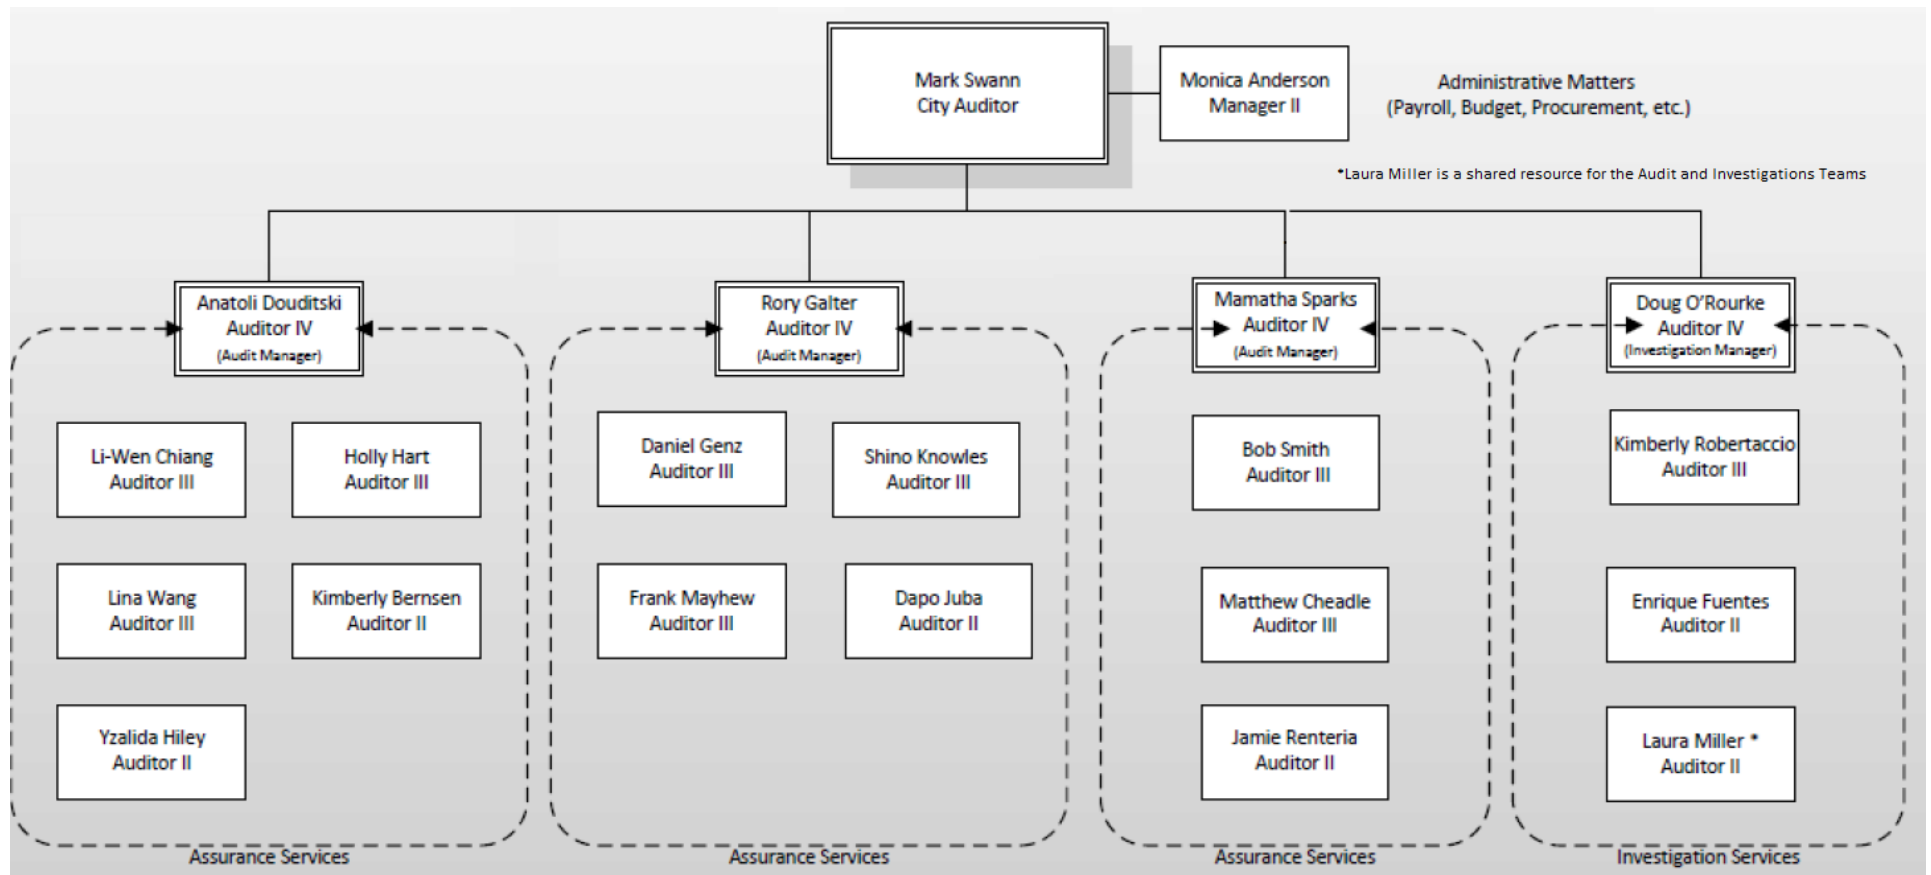 Mark Swann
City Auditor
Monica Anderson
Manager II
Administrative Matters
(Payroll, Budget, Procurement, etc.)
*Laura Miller is a shared resource for the Audit and Investigations Teams
Anatoli Douditski
Auditor IV
(Audit Manager)
Rory Galter
Auditor IV
(Audit Manager)
Mamatha Sparks
Auditor IV
(Audit Manager)
Doug O'Rourke
Auditor IV
(Investigation Manager)
Li-Wen Chiang
Auditor III
Holly Hart
Auditor III
Lina Wang
Auditor III
Kimberly Bernsen
Auditor II
Yzalida Hiley
Auditor II
Assurance Services
Daniel Genz
Auditor III
Shino Knowles
Auditor III
Frank Mayhew
Auditor III
Dapo Juba
Auditor II
Assurance Services
Bob Smith
Auditor III
Matthew Cheadle
Auditor III
Jamie Renteria
Auditor II
Assurance Services
Kimberly Robertaccio
Auditor III
Enrique Fuentes
Auditor II
Laura Miller *
Auditor II
Investigation Services